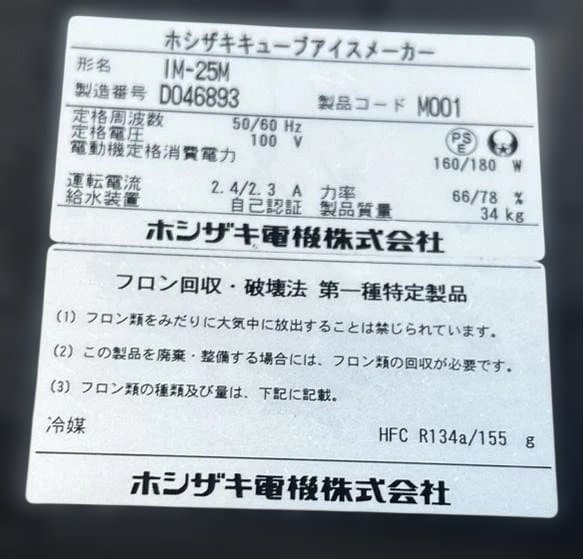 ホシザキキューブアイスメーカー
形名 IM-25M
製造番号 D046893 製品コード M001
定格周波数 50/60 Hz
定格電圧 100 V
電動機定格消費電力 160/180 W
PSE
運転電流 2.4/2.3 A 力率 66/78 %
給水装置 自己認証 製品質量 34 kg
ホシザキ電機株式会社
フロン回収・破壊法 第一種特定製品
(1) フロン類をみだりに大気中に放出することは禁じられています。
(2) この製品を廃棄・整備する場合には、フロン類の回収が必要です。
(3) フロン類の種類及び量は、下記に記載。
冷媒 HFC R134a/155 g
ホシザキ電機株式会社